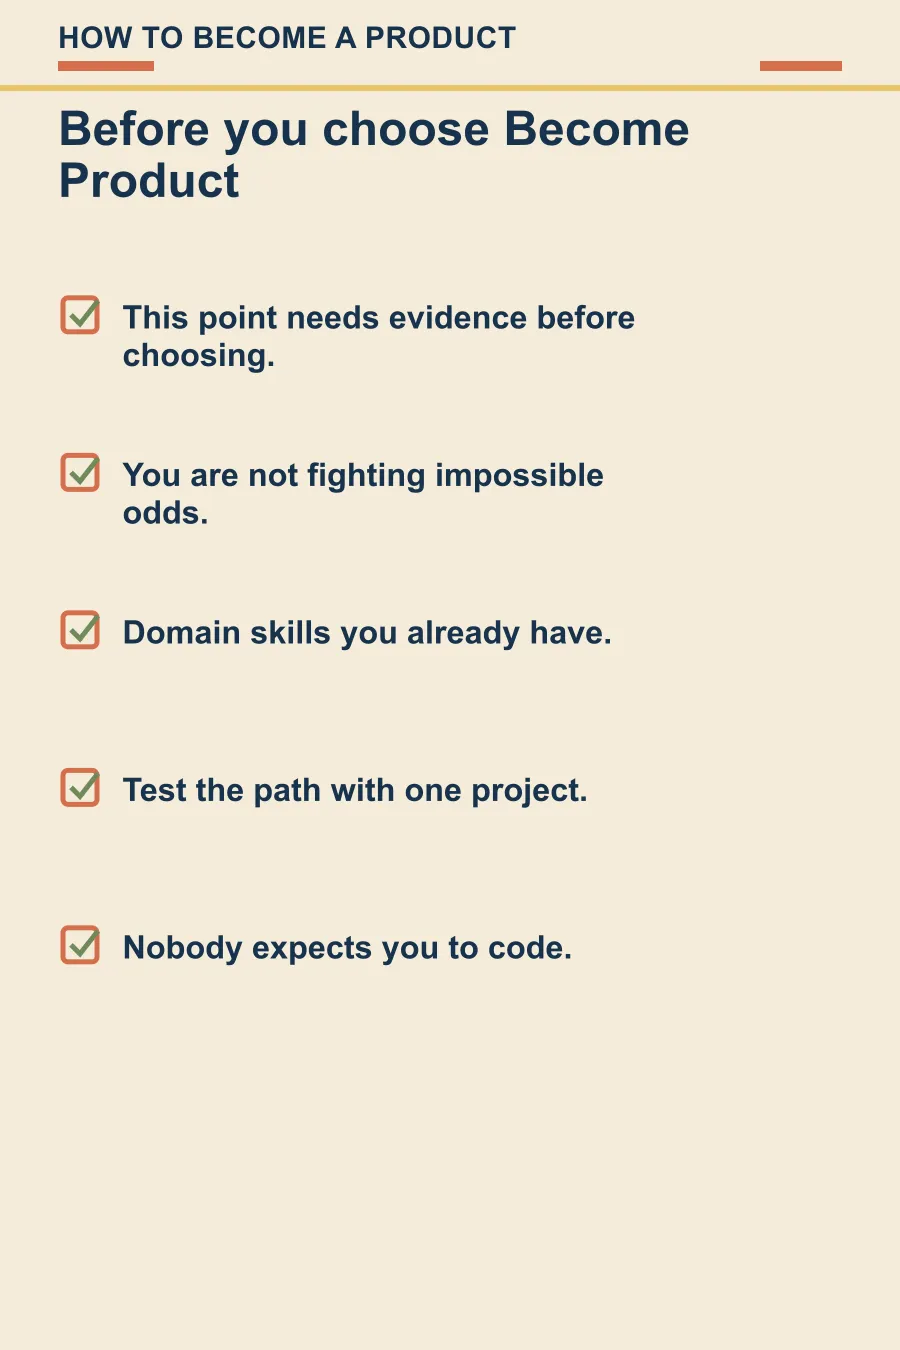 HOW TO BECOME A PRODUCT
Before you choose Become
Product
This point needs evidence before
choosing.
You are not fighting impossible
odds.
Domain skills you already have.
Test the path with one project.
Nobody expects you to code.